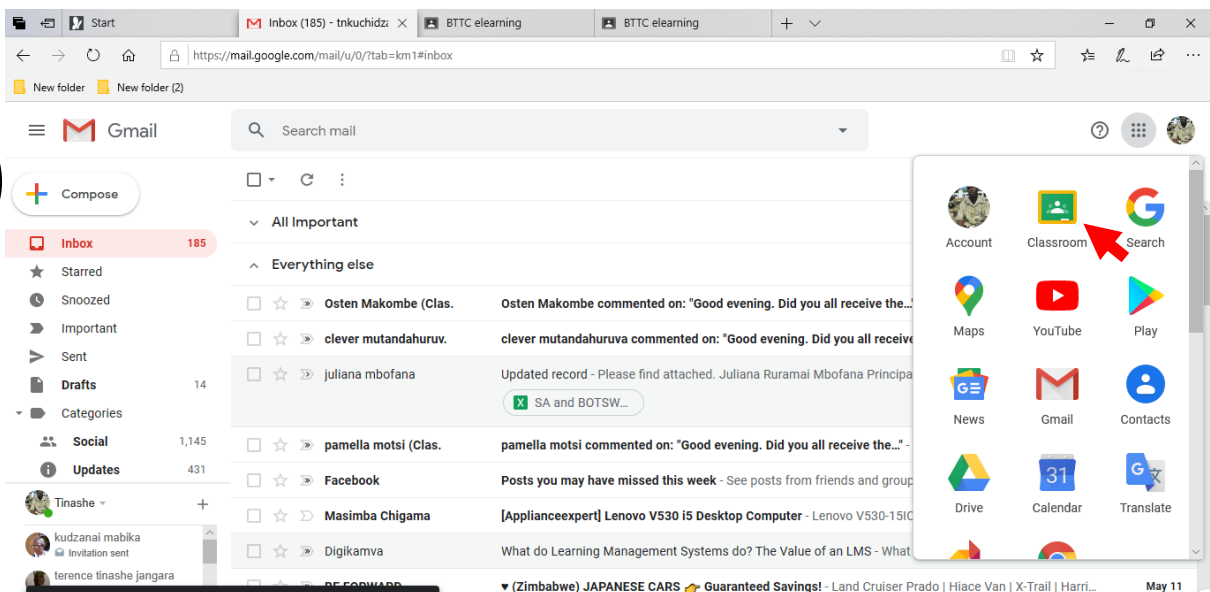 Start
Inbox (185) - tnkuchidza
BTTC elearning
BTTC elearning
https://mail.google.com/mail/u/0/?tab=km1#inbox
New folder
New folder (2)
Gmail
Search mail
Compose
Inbox 185
Starred
Snoozed
Important
Sent
Drafts 14
Categories
Social 1,145
Updates 431
Tinashe
kudzanai mabika
Invitation sent
terence tinashe jangara
All Important
Everything else
Osten Makombe (Clas. Osten Makombe commented on: "Good evening. Did you all receive the…"
clever mutandahuruv. clever mutandahuruva commented on: "Good evening. Did you all receive
juliana mbofana Updated record - Please find attached. Juliana Ruramai Mbofana Principa
SA and BOTSW...
pamella motsi (Clas. pamella motsi commented on: "Good evening. Did you all receive the…" -
Facebook Posts you may have missed this week - See posts from friends and group
Masimba Chigama [Applianceexpert] Lenovo V530 i5 Desktop Computer - Lenovo V530-15IC
Digikamva What do Learning Management Systems do? The Value of an LMS - What
BE FORWARD ♥ (Zimbabwe) JAPANESE CARS 👉 Guaranteed Savings! - Land Cruiser Prado | Hiace Van | X-Trail | Harri... May 11
Account
Classroom
Search
Maps
YouTube
Play
News
Gmail
Contacts
31
Drive
Calendar
Translate